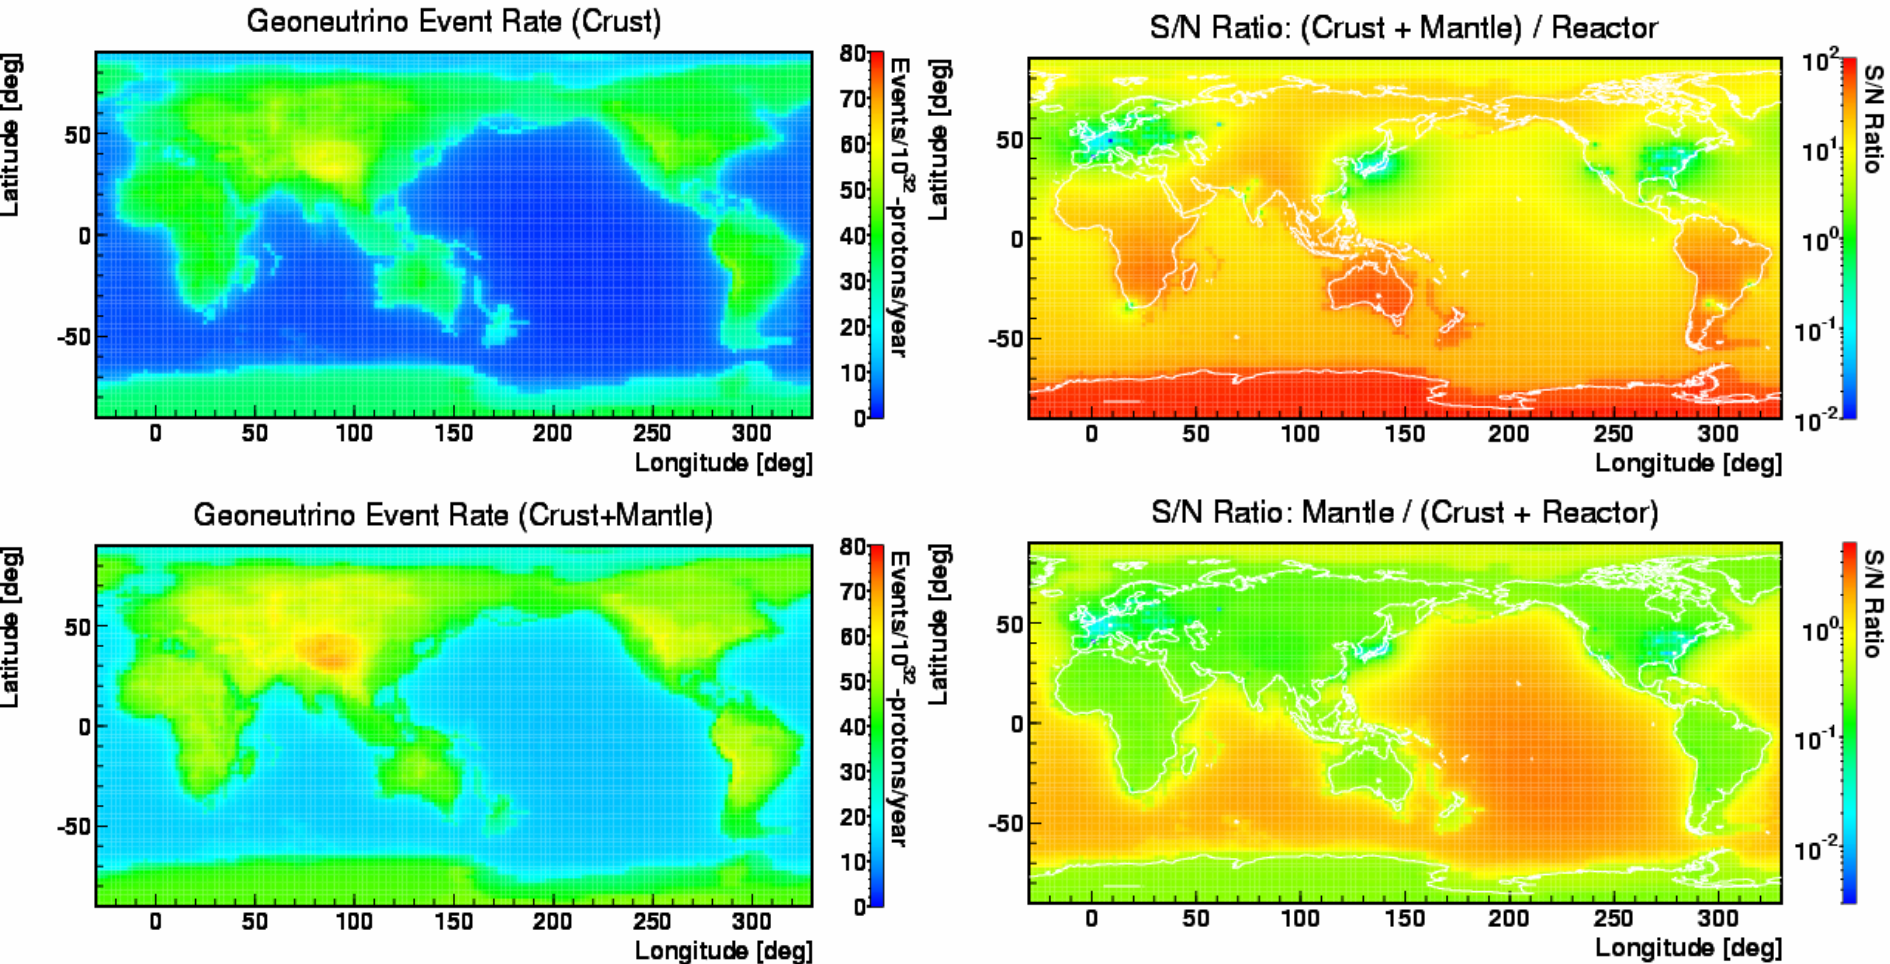 Geoneutrino Event Rate (Crust)
Latitude [deg]
50
0
-50
0 50 100 150 200 250 300
Longitude [deg]
80
70
60
50
40
30
20
10
0
Events/10^32-protons/year
S/N Ratio: (Crust + Mantle) / Reactor
Latitude [deg]
50
0
-50
0 50 100 150 200 250 300
Longitude [deg]
10^2
10^1
10^0
10^-1
10^-2
S/N Ratio
Geoneutrino Event Rate (Crust+Mantle)
Latitude [deg]
50
0
-50
0 50 100 150 200 250 300
Longitude [deg]
80
70
60
50
40
30
20
10
0
Events/10^32-protons/year
S/N Ratio: Mantle / (Crust + Reactor)
Latitude [deg]
50
0
-50
0 50 100 150 200 250 300
Longitude [deg]
10^0
10^-1
10^-2
S/N Ratio